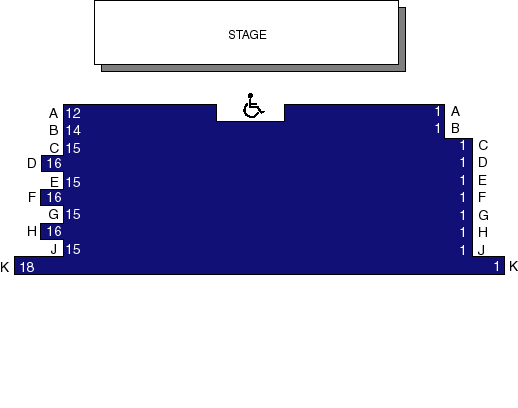 STAGE
A 12 1 A
B 14 1 B
C 15 1 C
D 16 1 D
E 15 1 E
F 16 1 F
G 15 1 G
H 16 1 H
J 15 1 J
K 18 1 K